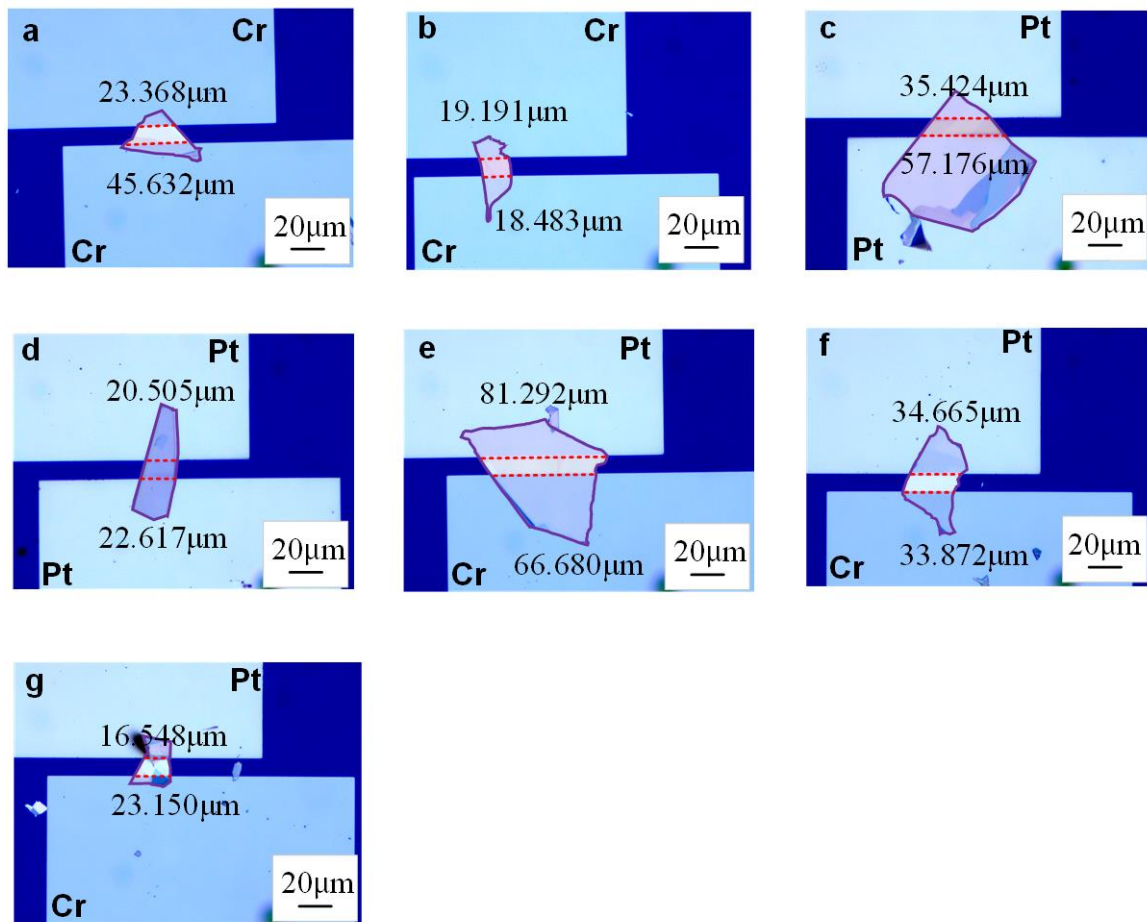 a
Cr
23.368μm
45.632μm
20μm
Cr
b
Cr
19.191μm
18.483μm
20μm
Cr
c
Pt
35.424μm
57.176μm
20μm
Pt
d
Pt
20.505μm
22.617μm
20μm
Pt
e
Pt
81.292μm
66.680μm
20μm
Cr
f
Pt
34.665μm
33.872μm
20μm
Cr
g
Pt
16.548μm
23.150μm
20μm
Cr